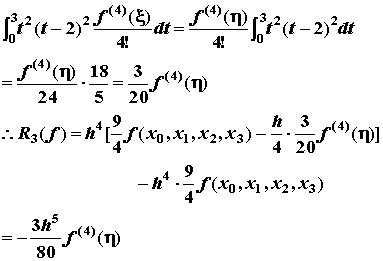 ∫₀³t²(t−2)² f⁽⁴⁾(ξ)/4! dt = f⁽⁴⁾(η)/4! ∫₀³t²(t−2)²dt
= f⁽⁴⁾(η)/24 · 18/5 = 3/20 f⁽⁴⁾(η)
∴ R₃(f) = h⁴[9/4 f(x₀,x₁,x₂,x₃) − h/4 · 3/20 f⁽⁴⁾(η)]
− h⁴ · 9/4 f(x₀,x₁,x₂,x₃)
= − 3h⁵/80 f⁽⁴⁾(η)